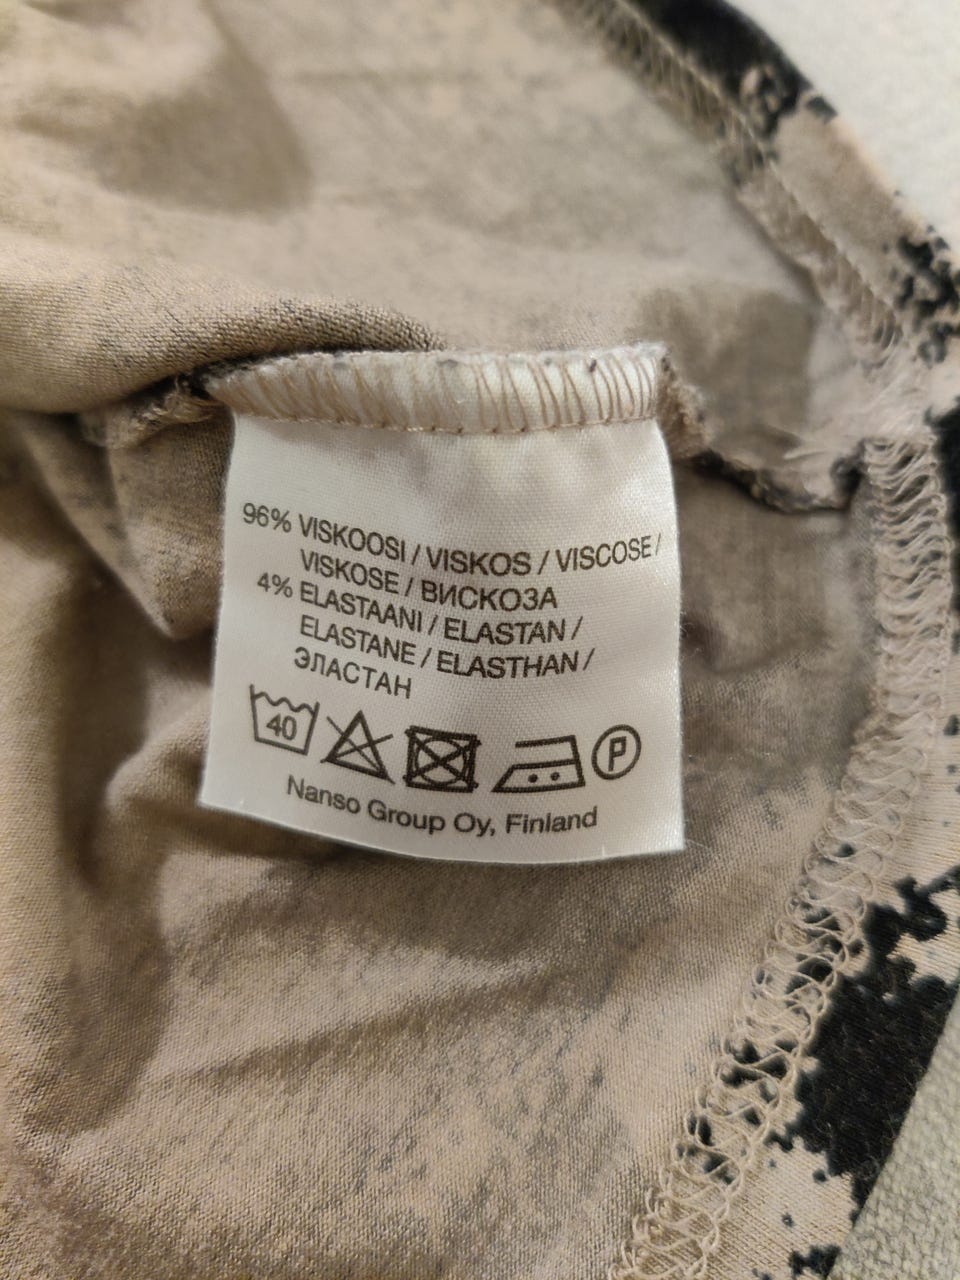 96% VISKOOSI / VISKOS / VISCOSE /
VISKOSE / ВИСКОЗА
4% ELASTAANI / ELASTAN /
ELASTANE / ELASTHAN /
ЭЛАСТАН
40 P
Nanso Group Oy, Finland